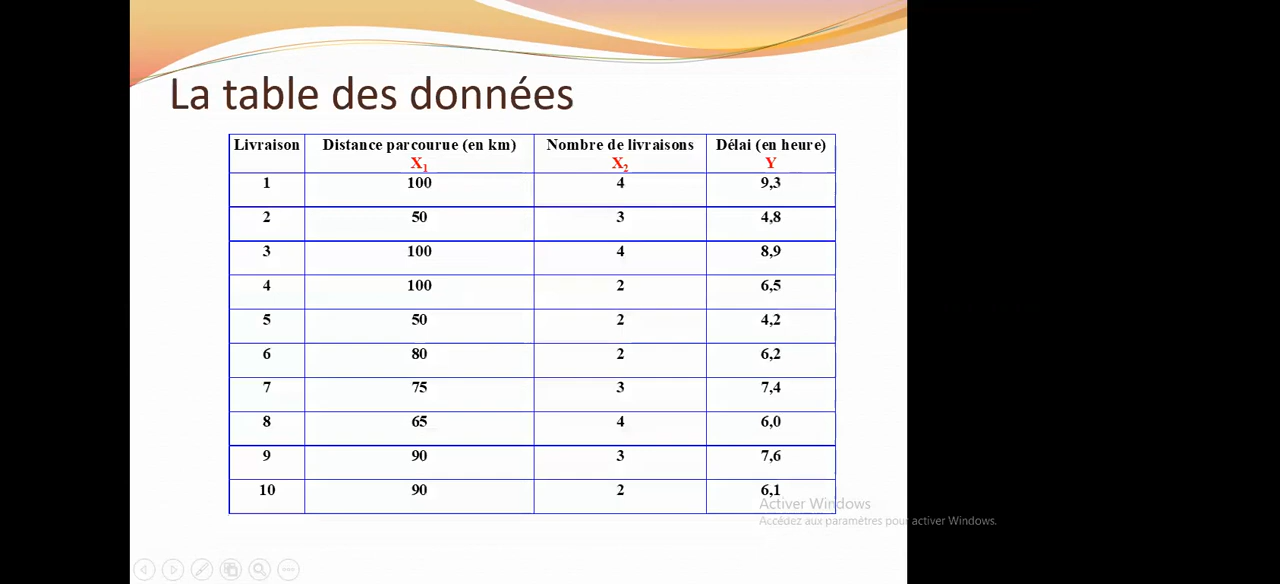 La table des données
Livraison Distance parcourue (en km) Nombre de livraisons Délai (en heure)
X1 X2 Y
1 100 4 9,3
2 50 3 4,8
3 100 4 8,9
4 100 2 6,5
5 50 2 4,2
6 80 2 6,2
7 75 3 7,4
8 65 4 6,0
9 90 3 7,6
10 90 2 6,1
Activer Windows
Accédez aux paramètres pour activer Windows.